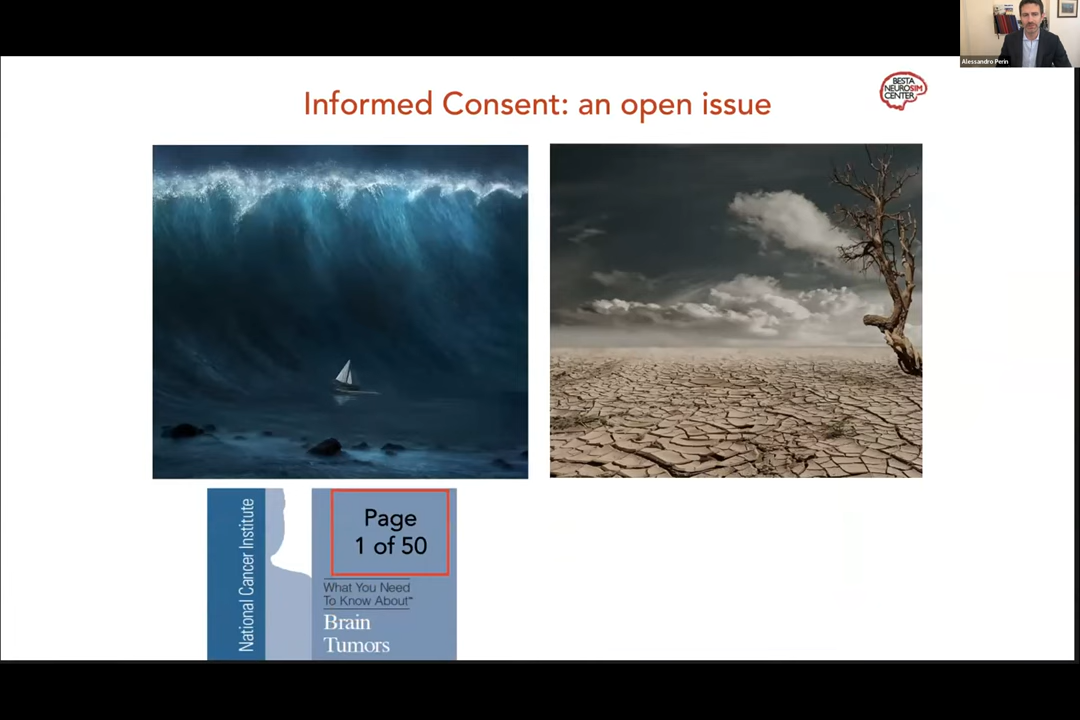 Alessandro Perin
BESTA
NEUROSIM
CENTER
Informed Consent: an open issue
National Cancer Institute
Page
1 of 50
What You Need
To Know About™
Brain
Tumors